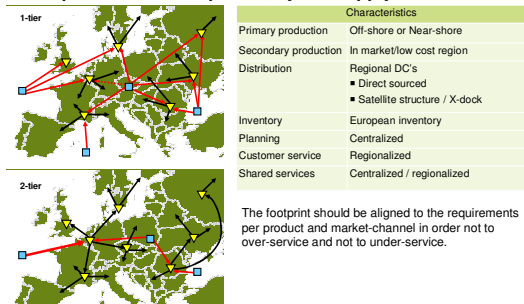 1-tier
2-tier
Characteristics
Primary production Off-shore or Near-shore
Secondary production In market/low cost region
Distribution Regional DC's
▪ Direct sourced
▪ Satellite structure / X-dock
Inventory European inventory
Planning Centralized
Customer service Regionalized
Shared services Centralized / regionalized
The footprint should be aligned to the requirements
per product and market-channel in order not to
over-service and not to under-service.